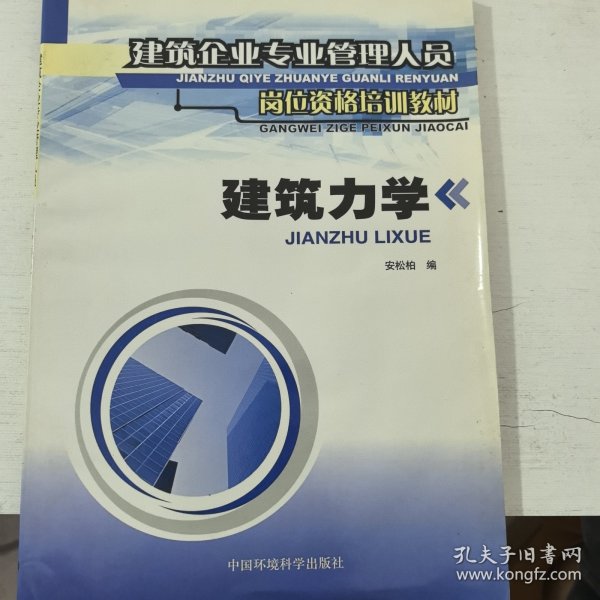 建筑企业专业管理人员
JIANZHU QIYE ZHUANYE GUANLI RENYUAN
岗位资格培训教材
GANGWEI ZIGE PEIXUN JIAOCAI
建筑力学
JIANZHU LIXUE
安松柏 编
中国环境科学出版社
孔夫子旧书网
www.kongfz.com